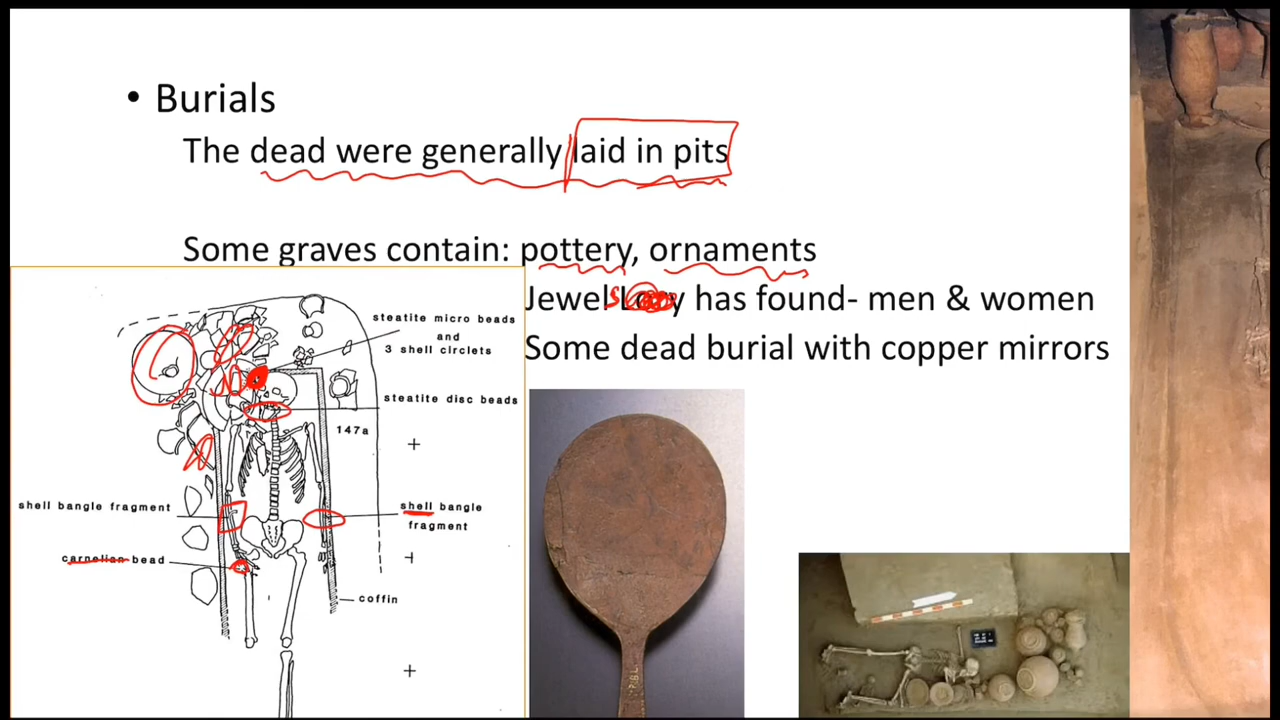 • Burials
The dead were generally laid in pits
Some graves contain: pottery, ornaments
has found- men & women
Some dead burial with copper mirrors
steatite micro beads
and
3 shell circlets
steatite disc beads
147a
shell bangle fragment
shell bangle
fragment
carnelian bead
coffin